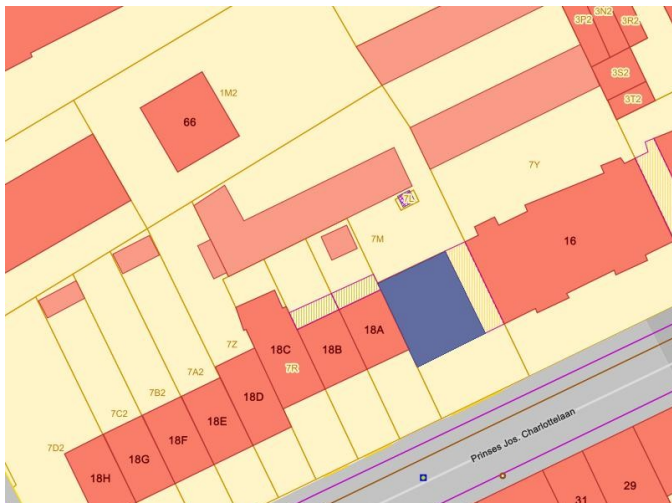 3P2
3N2
3R2
3S2
3T2
1M2
66
7Y
7M
16
18A
18B
18C
7R
7Z
18D
7A2
18E
7B2
18F
7C2
18G
7D2
18H
Prinses Jos. Charlottelaan
29
31